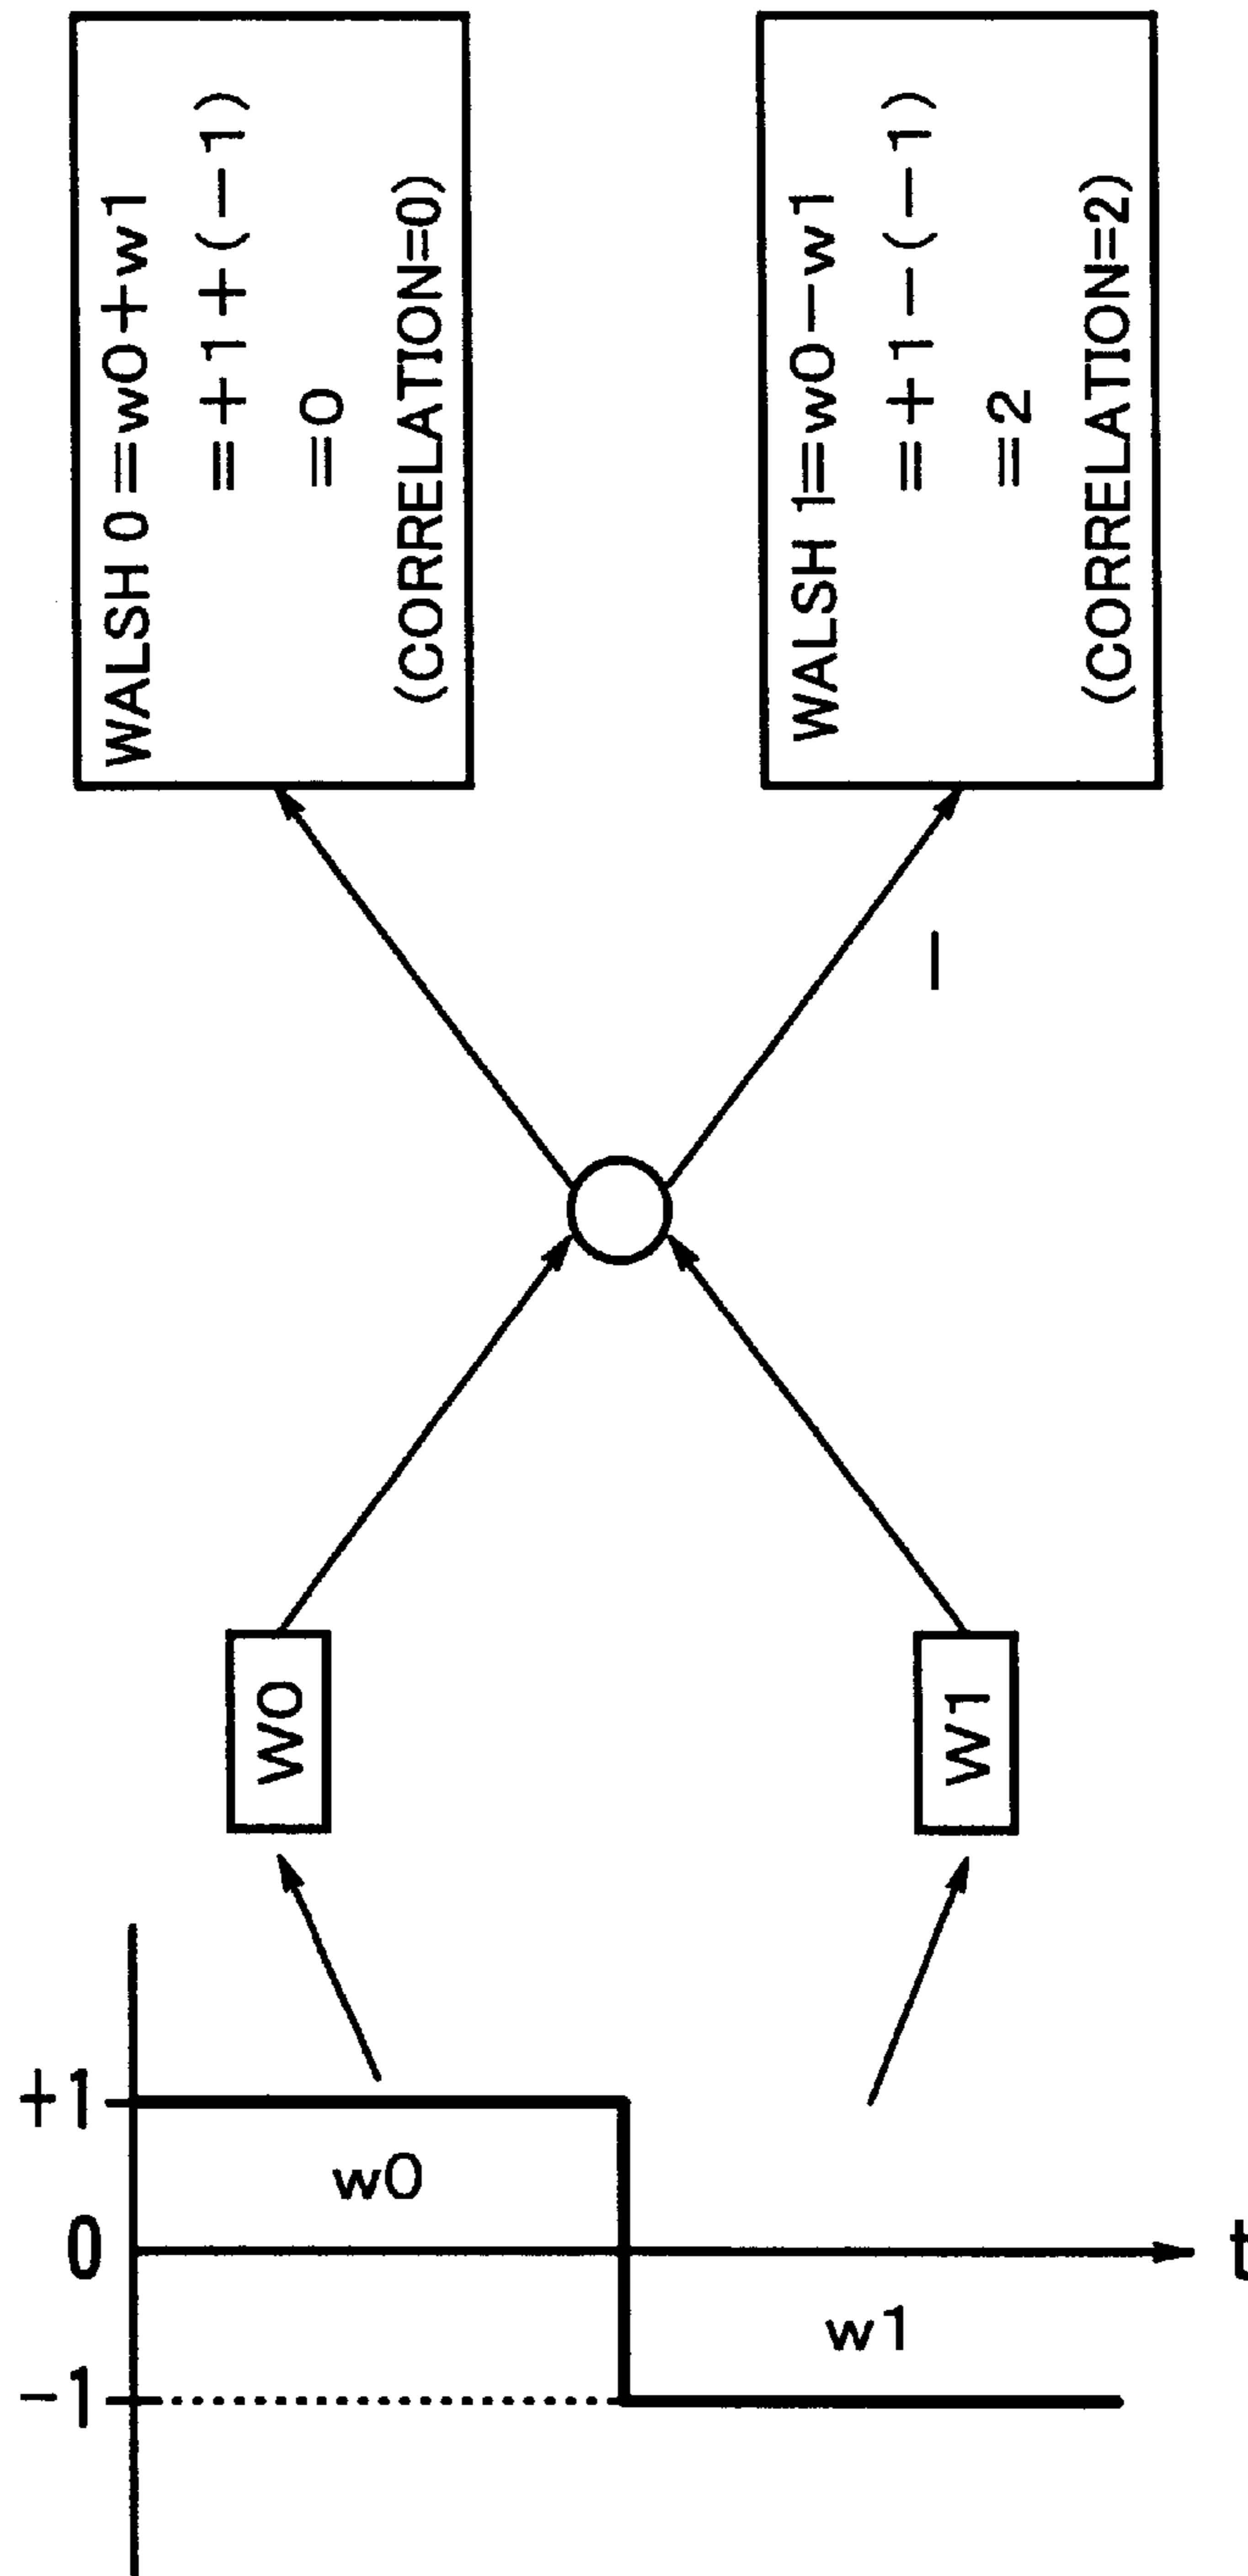 WALSH 0=w0+w1
=+1+(-1)
=0
(CORRELATION=0)
WALSH 1=w0-w1
=+1-(-1)
=2
(CORRELATION=2)
−
W0
W1
+1
w0
0
t
w1
-1